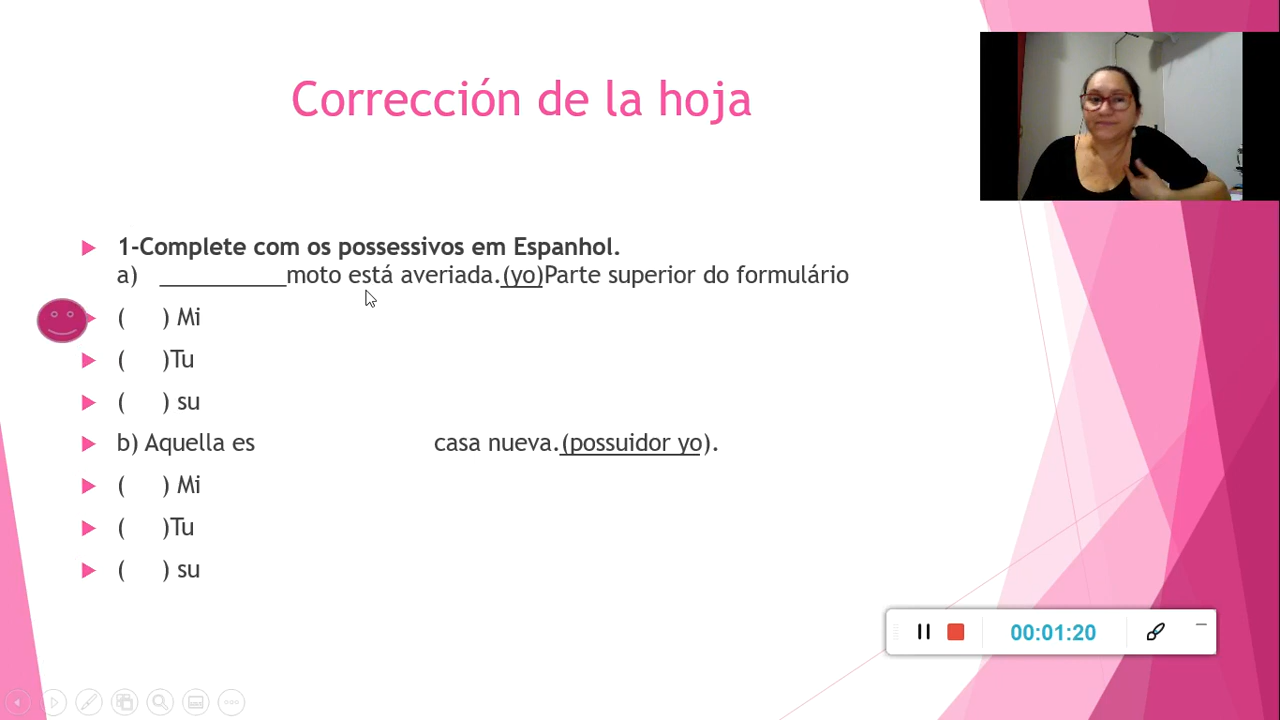 Corrección de la hoja
1-Complete com os possessivos em Espanhol.
a) __________moto está averiada.(yo)Parte superior do formulário
( ) Mi
( )Tu
( ) su
b) Aquella es casa nueva.(possuidor yo).
( ) Mi
( )Tu
( ) su
00:01:20